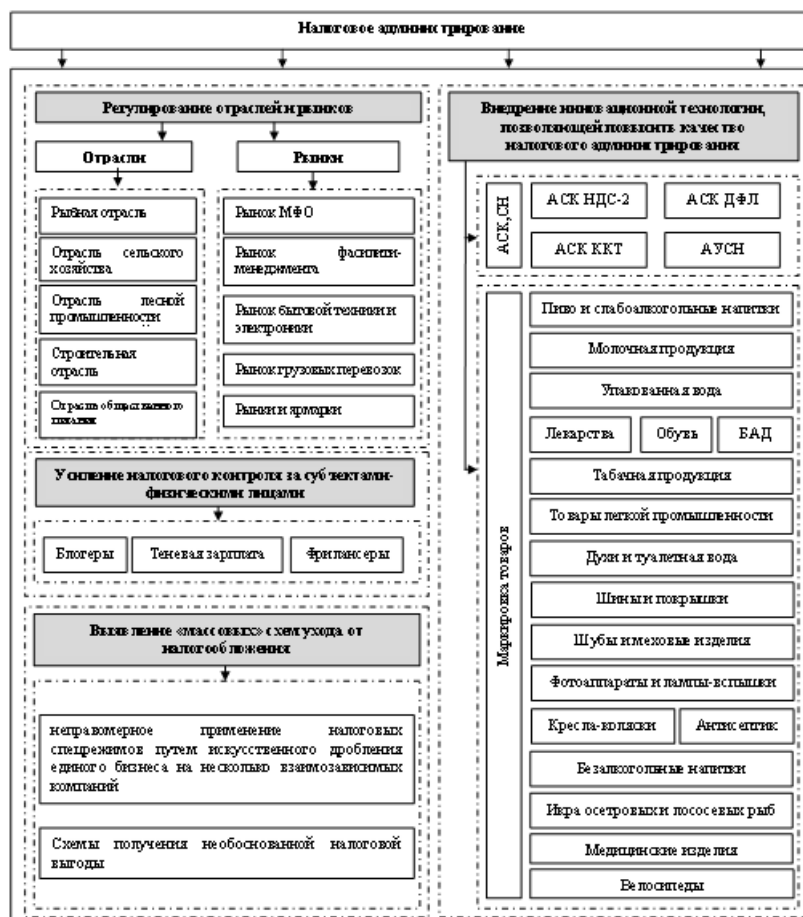 Налоговое администрирование
Регулирование отраслей и рынков
Отрасли
Рынки
Рыбная отрасль
Отрасль сельского
хозяйства
Отрасль лесной
промышленности
Строительная
отрасль
Отрасль общественного
питания
Рынок МФО
Рынок фасилити-
менеджмента
Рынок бытовой техники и
электроники
Рынок грузовых перевозок
Рынки и ярмарки
Усиление налогового контроля за субъектами-
физическими лицами
Блогеры
Теневая зарплата
Фрилансеры
Выявление «массовых» схем ухода от
налогообложения
неправомерное применение налоговых
спецрежимов путем искусственного дробления
единого бизнеса на несколько взаимозависимых
компаний
Схемы получения необоснованной налоговой
выгоды
Внедрение инновационной технологии,
позволяющей повысить качество
налогового администрирования
АСК,СН
АСК НДС-2
АСК ДФЛ
АСК ККТ
АУСН
Маркировка товаров
Пиво и слабоалкогольные напитки
Молочная продукция
Упакованная вода
Лекарства
Обувь
БАД
Табачная продукция
Товары легкой промышленности
Духи и туалетная вода
Шины и покрышки
Шубы и меховые изделия
Фотоаппараты и лампы-вспышки
Кресла-коляски
Антисептик
Безалкогольные напитки
Икра осетровых и лососевых рыб
Медицинские изделия
Велосипеды